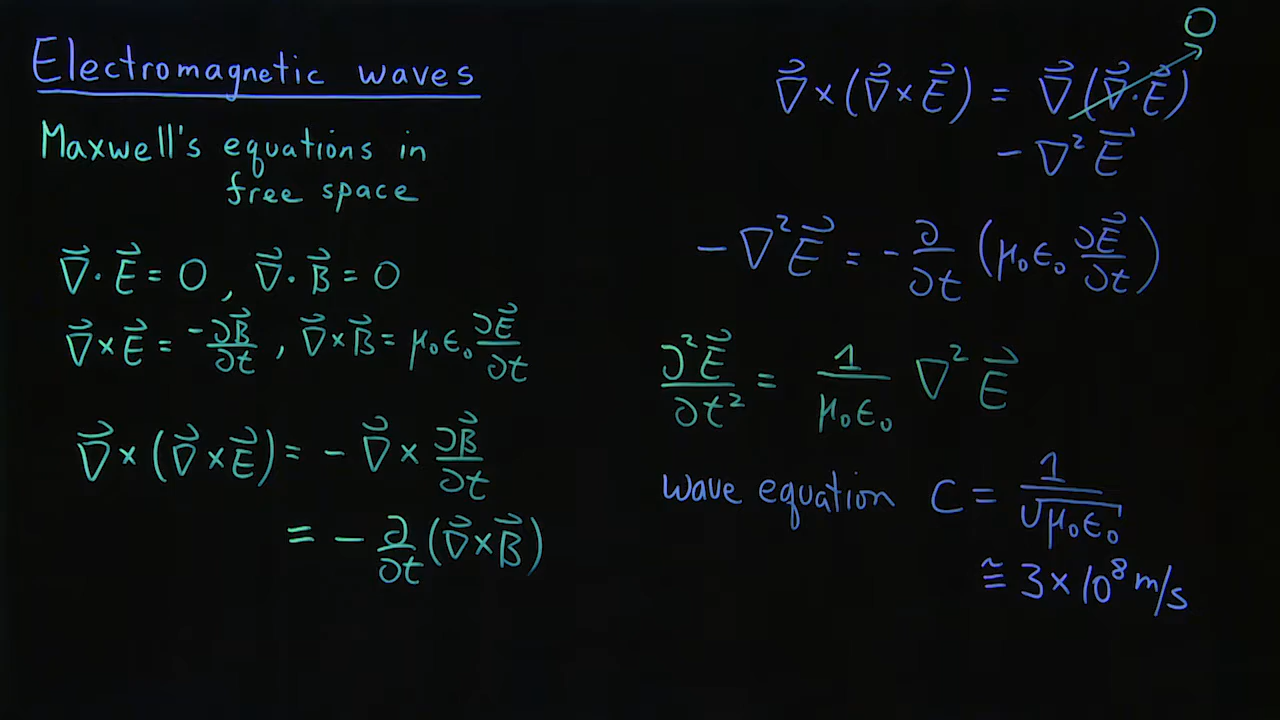 Electromagnetic waves
Maxwell's equations in
free space
∇⃗·E⃗ = 0 , ∇⃗·B⃗ = 0
∇⃗×E⃗ = -∂B⃗/∂t , ∇⃗×B⃗ = μ₀ϵ₀ ∂E⃗/∂t
∇⃗×(∇⃗×E⃗) = - ∇⃗× ∂B⃗/∂t
= - ∂/∂t (∇⃗×B⃗)
∇⃗×(∇⃗×E⃗) = ∇⃗(∇⃗·E⃗) 0
- ∇²E⃗
- ∇²E⃗ = - ∂/∂t (μ₀ϵ₀ ∂E⃗/∂t)
∂²E⃗/∂t² = 1/μ₀ϵ₀ ∇²E⃗
wave equation C = 1/√μ₀ϵ₀
≅ 3×10⁸ m/s